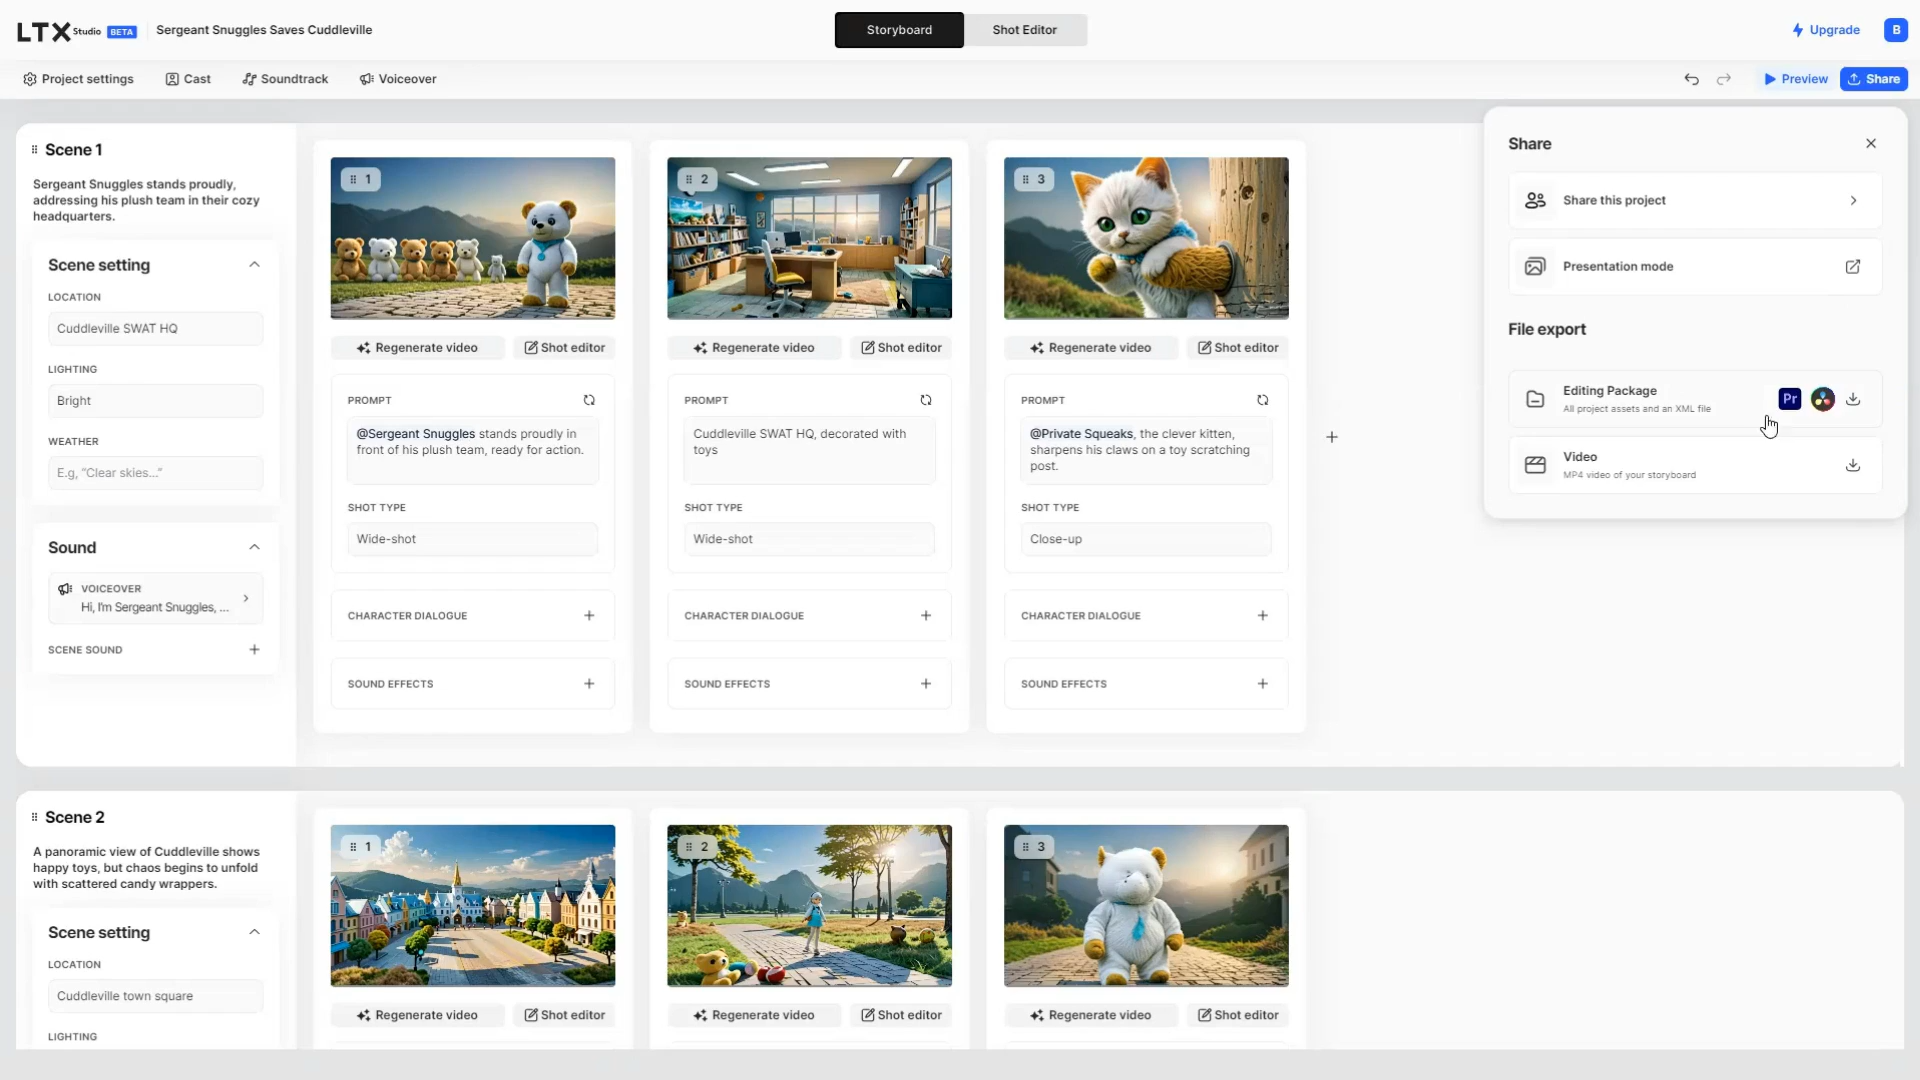 LTX Studio BETA
Sergeant Snuggles Saves Cuddleville
Storyboard
Shot Editor
Upgrade
B
Project settings
Cast
Soundtrack
Voiceover
Preview
Share
Scene 1
Sergeant Snuggles stands proudly,
addressing his plush team in their cozy
headquarters.
Scene setting
LOCATION
Cuddleville SWAT HQ
LIGHTING
Bright
WEATHER
E.g, "Clear skies..."
Sound
VOICEOVER
Hi, I'm Sergeant Snuggles, ...
SCENE SOUND
1
Regenerate video
Shot editor
PROMPT
@Sergeant Snuggles stands proudly in
front of his plush team, ready for action.
SHOT TYPE
Wide-shot
CHARACTER DIALOGUE
SOUND EFFECTS
2
Regenerate video
Shot editor
PROMPT
Cuddleville SWAT HQ, decorated with
toys
SHOT TYPE
Wide-shot
CHARACTER DIALOGUE
SOUND EFFECTS
3
Regenerate video
Shot editor
PROMPT
@Private Squeaks, the clever kitten,
sharpens his claws on a toy scratching
post.
SHOT TYPE
Close-up
CHARACTER DIALOGUE
SOUND EFFECTS
Share
Share this project
Presentation mode
File export
Editing Package
All project assets and an XML file
Pr
Video
MP4 video of your storyboard
Scene 2
A panoramic view of Cuddleville shows
happy toys, but chaos begins to unfold
with scattered candy wrappers.
Scene setting
LOCATION
Cuddleville town square
LIGHTING
1
Regenerate video
Shot editor
2
Regenerate video
Shot editor
3
Regenerate video
Shot editor